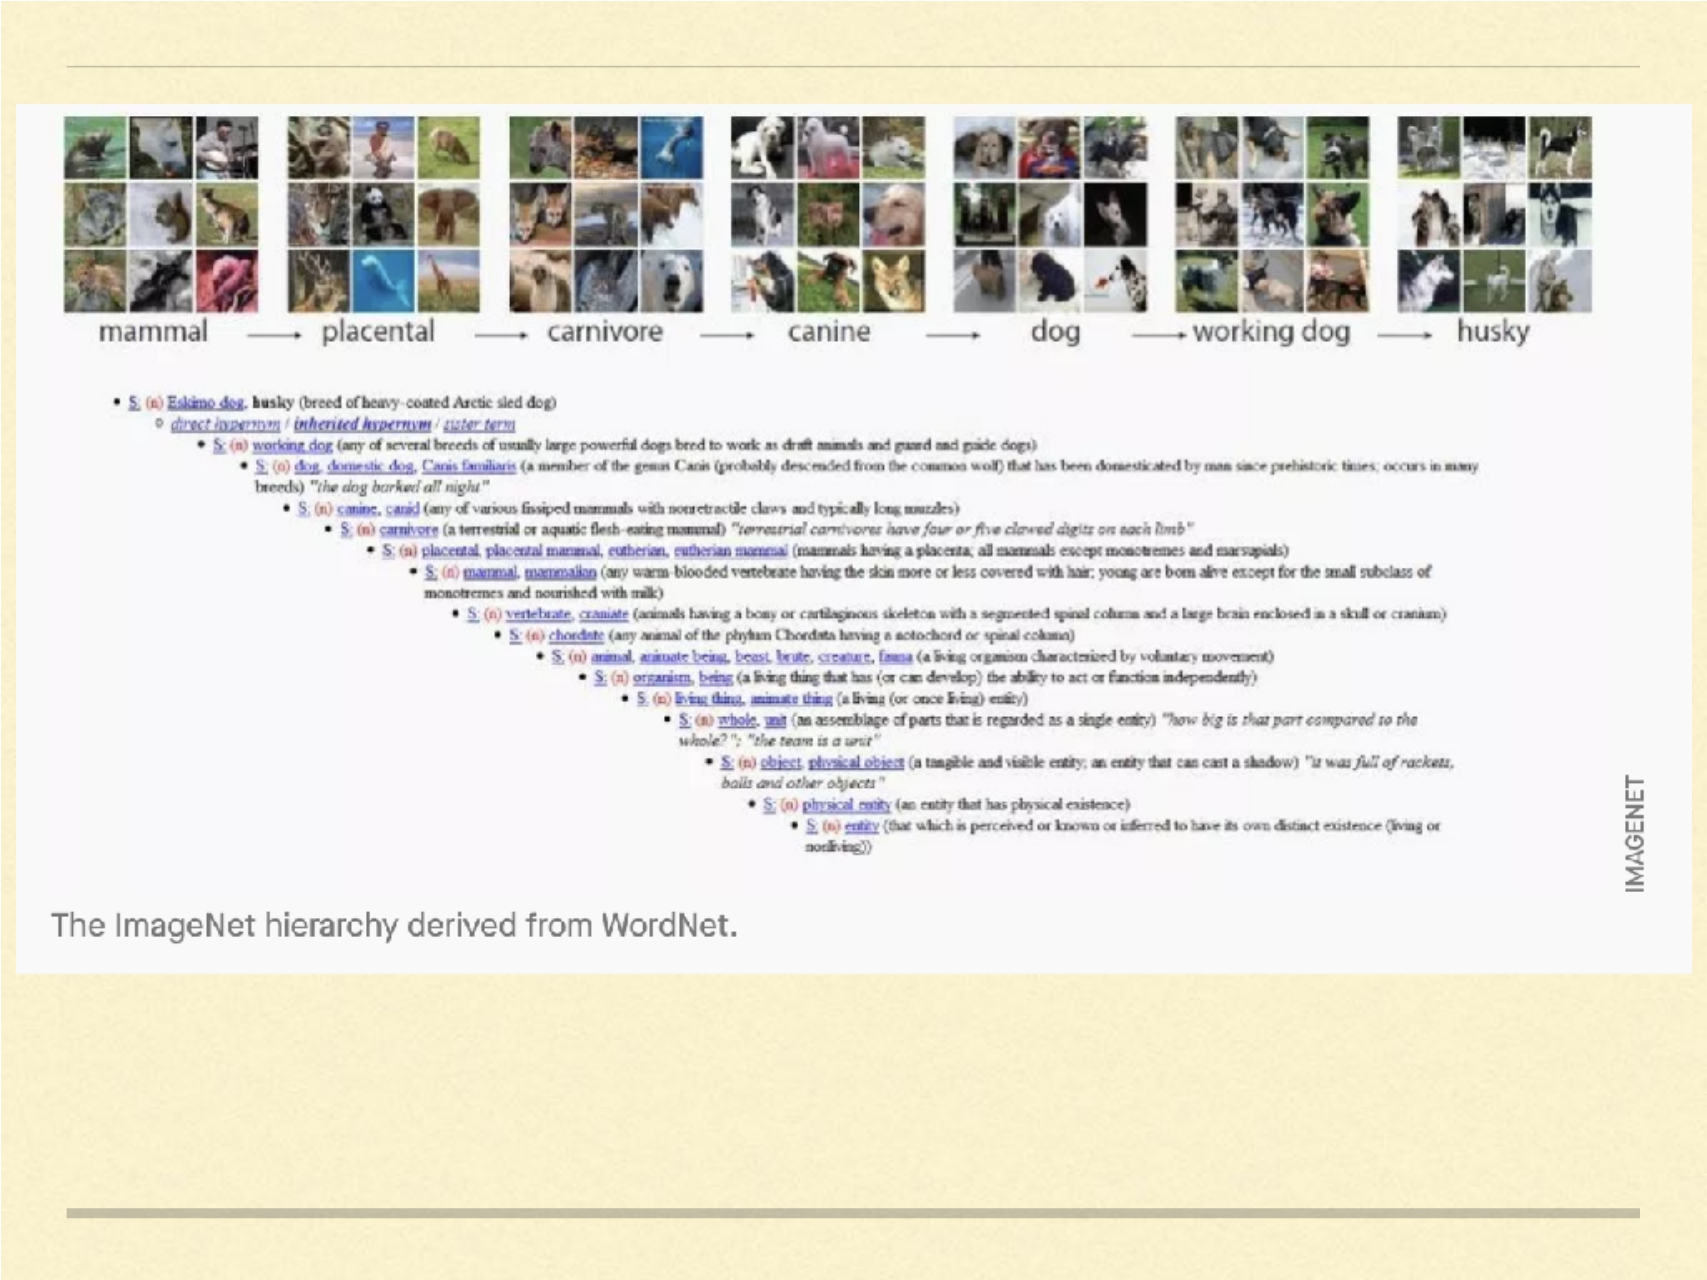 mammal → placental → carnivore → canine → dog → working dog → husky
• S: (n) Eskimo dog, husky (breed of heavy-coated Arctic sled dog)
○ direct hypernym / inherited hypernym / sister term
• S: (n) working dog (any of several breeds of usually large powerful dogs bred to work as draft animals and guard and guide dogs)
• S: (n) dog, domestic dog, Canis familiaris (a member of the genus Canis (probably descended from the common wolf) that has been domesticated by man since prehistoric times; occurs in many
breeds) "the dog barked all night"
• S: (n) canine, canid (any of various fissiped mammals with nonretractile claws and typically long muzzles)
• S: (n) carnivore (a terrestrial or aquatic flesh-eating mammal) "terrestrial carnivores have four or five clawed digits on each limb"
• S: (n) placental, placental mammal, eutherian, eutherian mammal (mammals having a placenta; all mammals except monotremes and marsupials)
• S: (n) mammal, mammalian (any warm-blooded vertebrate having the skin more or less covered with hair; young are born alive except for the small subclass of
monotremes and nourished with milk)
• S: (n) vertebrate, craniate (animals having a bony or cartilaginous skeleton with a segmented spinal column and a large brain enclosed in a skull or cranium)
• S: (n) chordate (any animal of the phylum Chordata having a notochord or spinal column)
• S: (n) animal, animate being, beast, brute, creature, fauna (a living organism characterized by voluntary movement)
• S: (n) organism, being (a living thing that has (or can develop) the ability to act or function independently)
• S: (n) living thing, animate thing (a living (or once living) entity)
• S: (n) whole, unit (an assemblage of parts that is regarded as a single entity) "how big is that part compared to the
whole?"; "the team is a unit"
• S: (n) object, physical object (a tangible and visible entity; an entity that can cast a shadow) "it was full of rackets,
balls and other objects"
• S: (n) physical entity (an entity that has physical existence)
• S: (n) entity (that which is perceived or known or inferred to have its own distinct existence (living or
nonliving))
IMAGENET
The ImageNet hierarchy derived from WordNet.